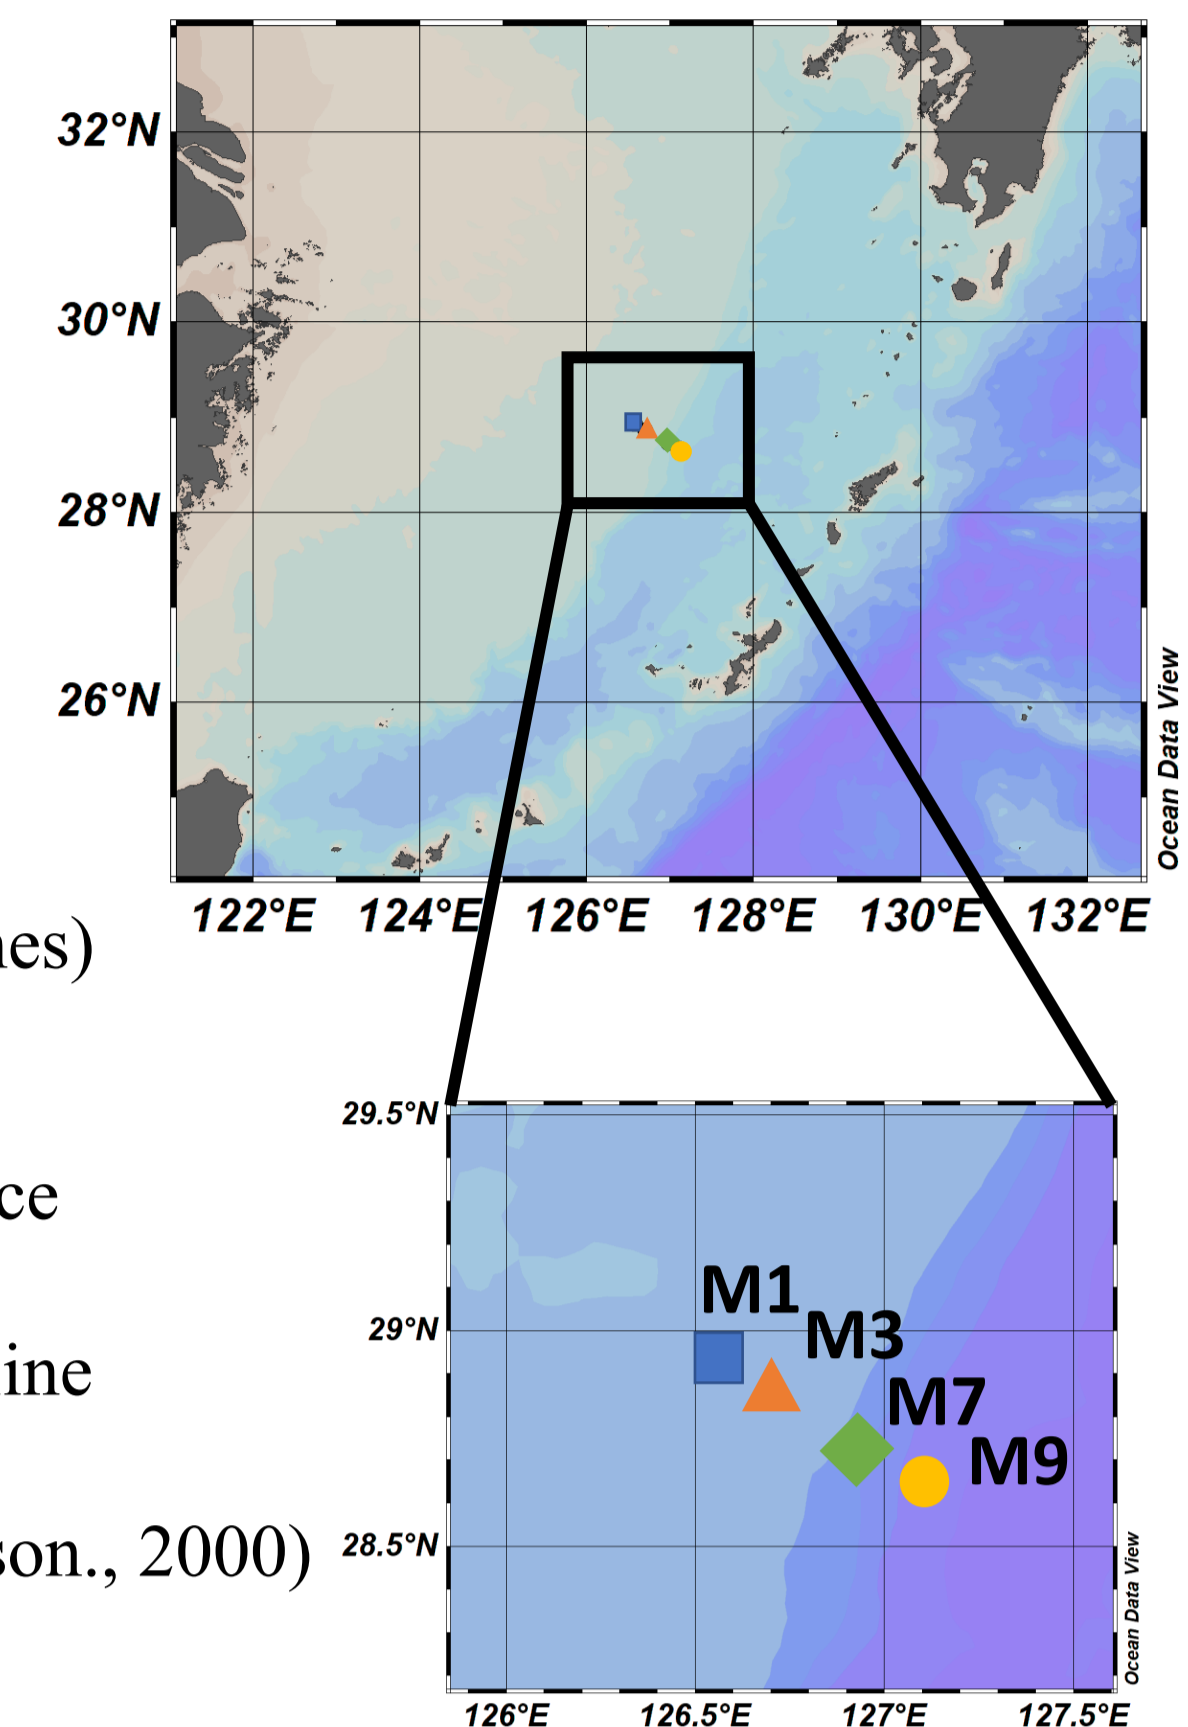 32°N
30°N
28°N
26°N
Ocean Data View
122°E 124°E 126°E 128°E 130°E 132°E
nes)
29.5°N
ce
M1
29°N
M3
ine
M7
M9
28.5°N
son., 2000)
Ocean Data View
126°E 126.5°E 127°E 127.5°E